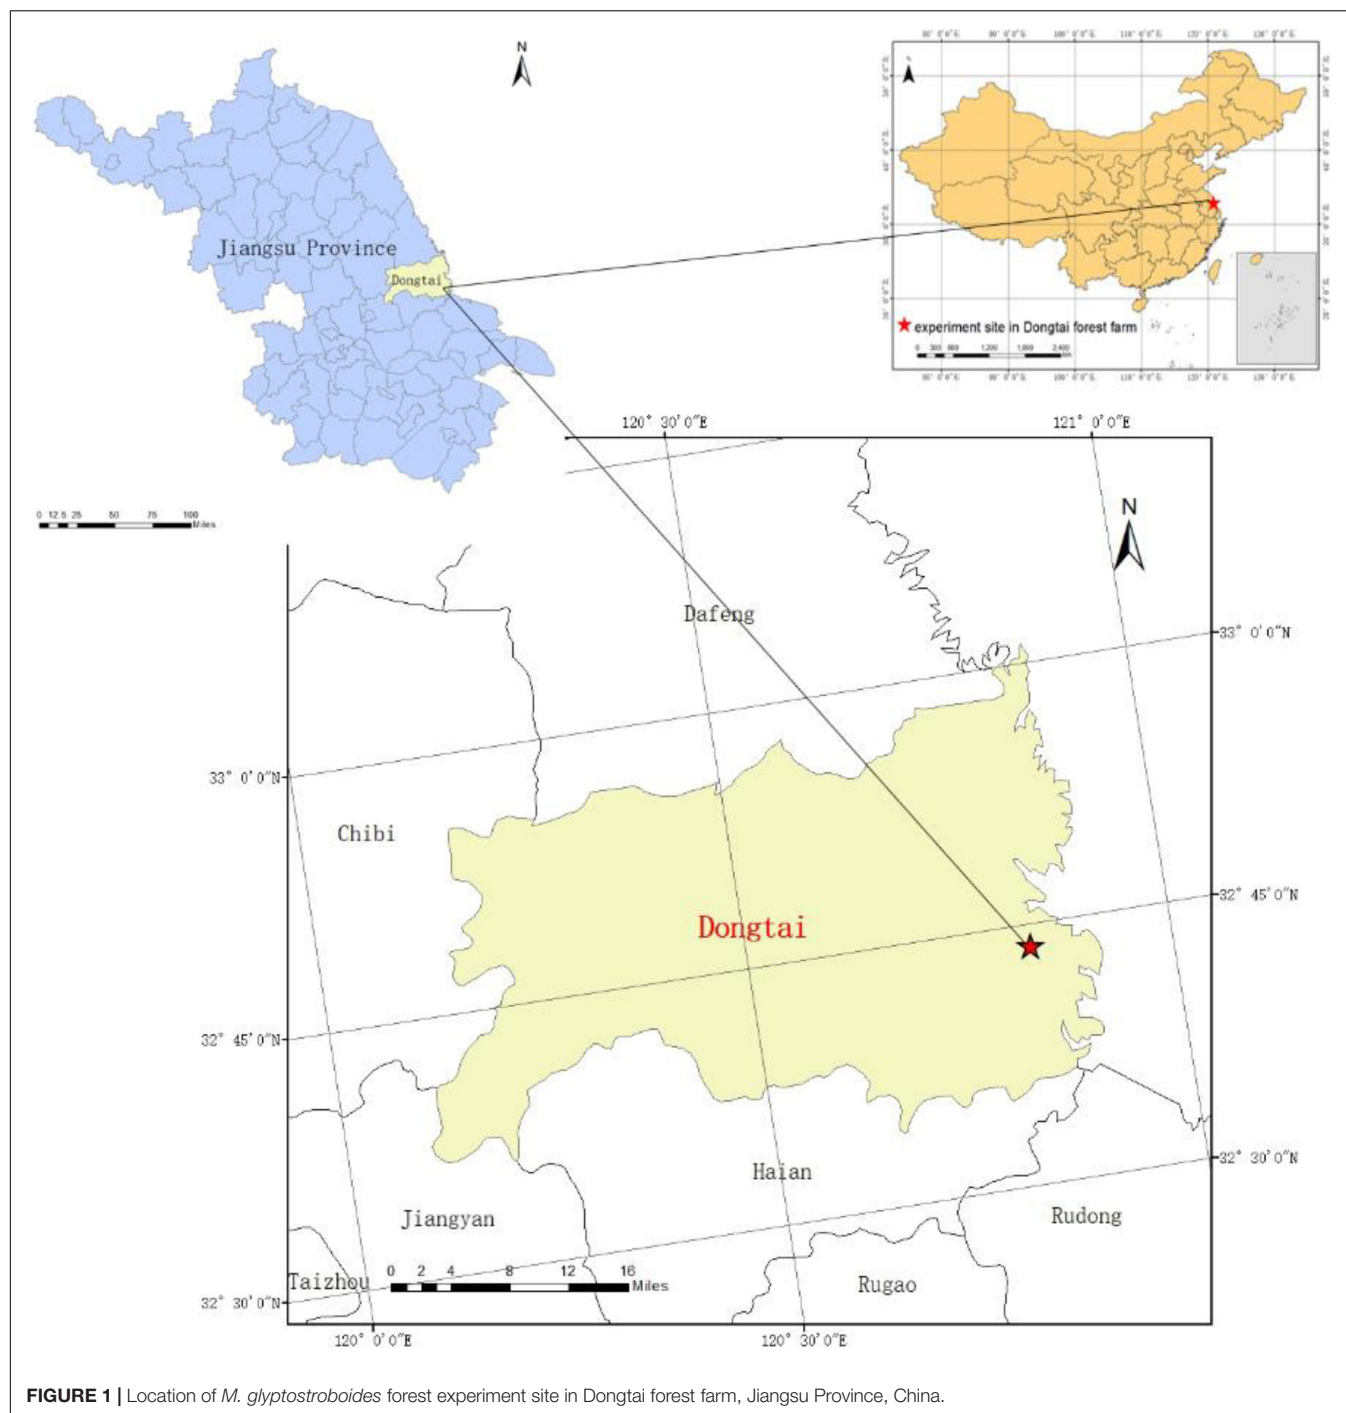 N
Jiangsu Province
Dongtai
0 12.5 25 50 75 100
Miles
experiment site in Dongtai forest farm
120° 30'0"E
121° 0'0"E
N
Dafeng
33° 0'0"N
33° 0'0"N
Chibi
32° 45'0"N
Dongtai
32° 45'0"N
Haian
32° 30'0"N
Jiangyan
Rudong
Taizhou
0 2 4 8 12 16
Miles
Rugao
32° 30'0"N
120° 0'0"E
120° 30'0"E
FIGURE 1 | Location of M. glyptostroboides forest experiment site in Dongtai forest farm, Jiangsu Province, China.